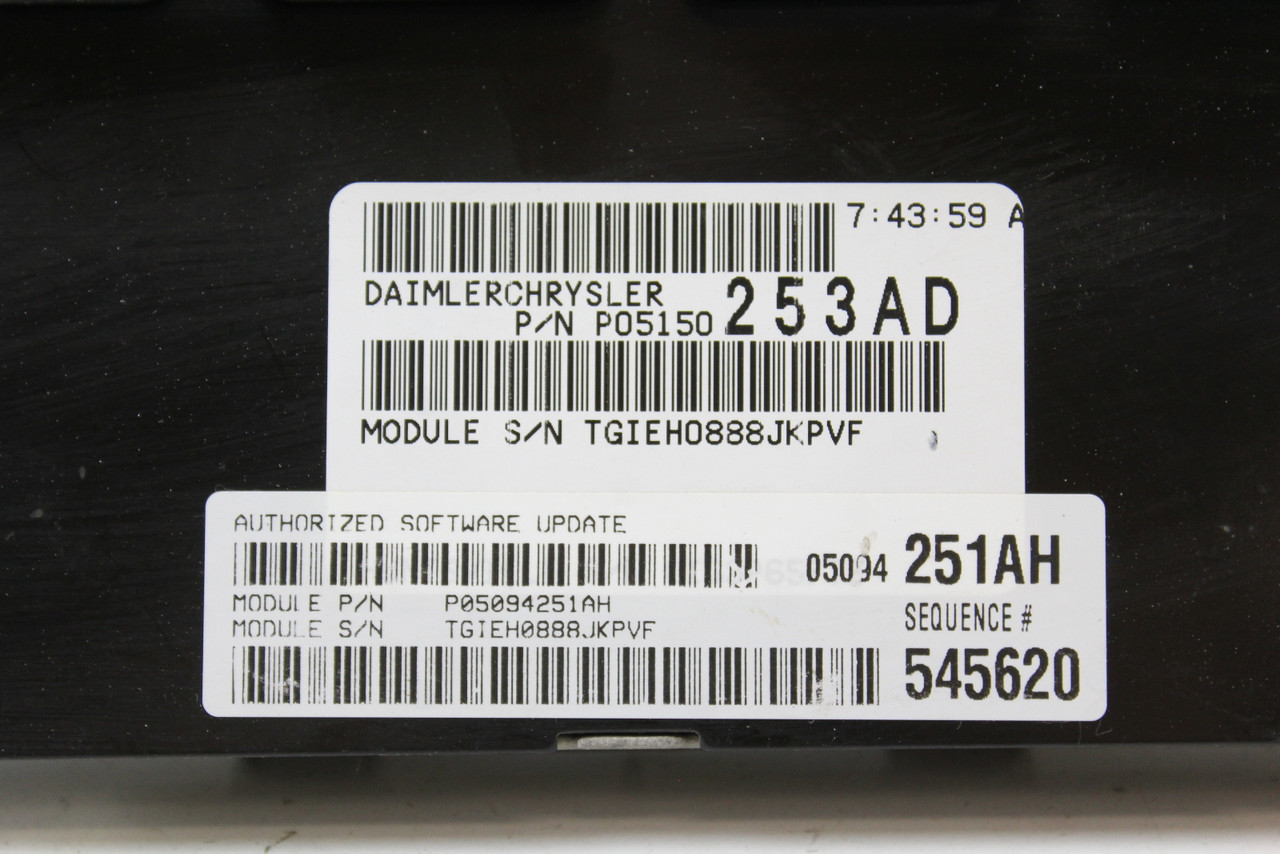 7:43:59 A
DAIMLERCHRYSLER
P/N P05150 253AD
MODULE S/N TGIEH0888JKPVF
AUTHORIZED SOFTWARE UPDATE
05094 251AH
MODULE P/N P05094251AH
MODULE S/N TGIEH0888JKPVF
SEQUENCE #
545620